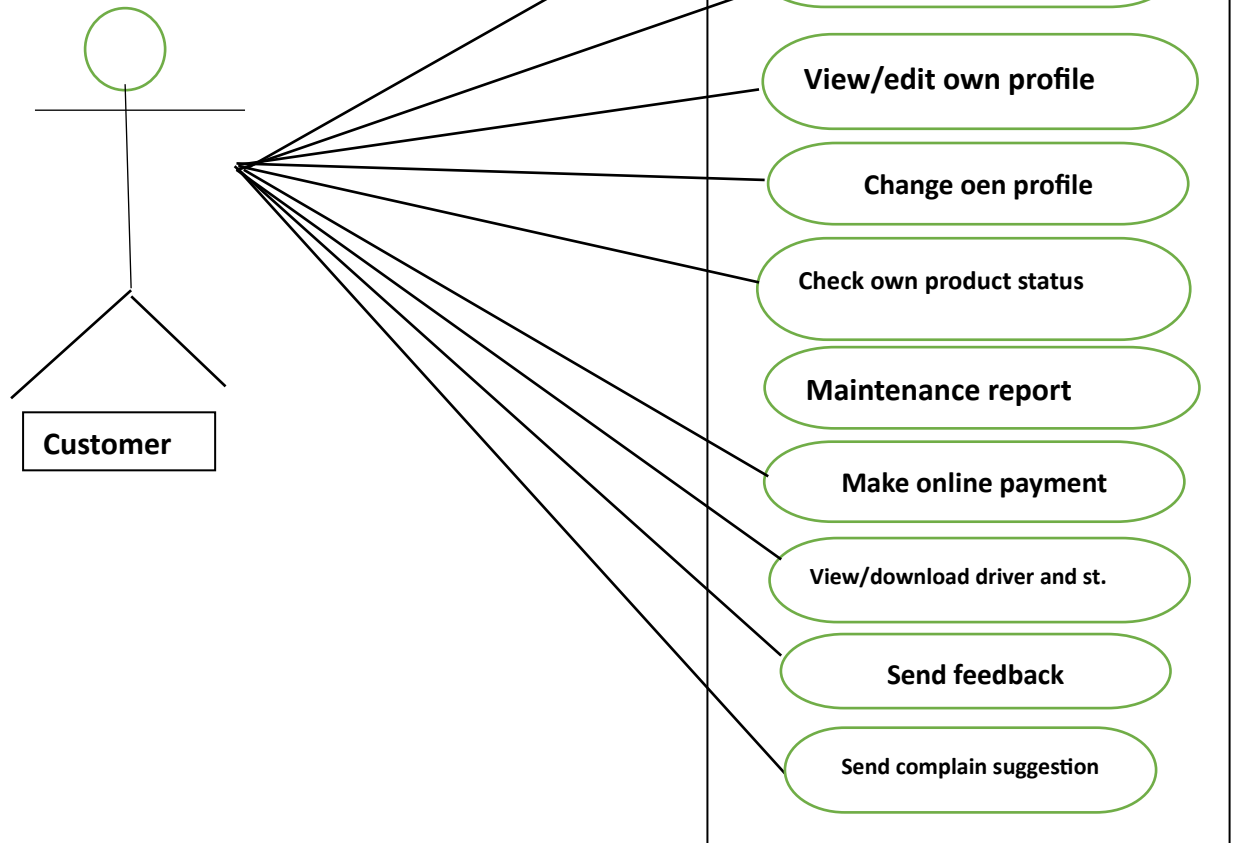 View/edit own profile
Change oen profile
Check own product status
Maintenance report
Customer
Make online payment
View/download driver and st.
Send feedback
Send complain suggestion